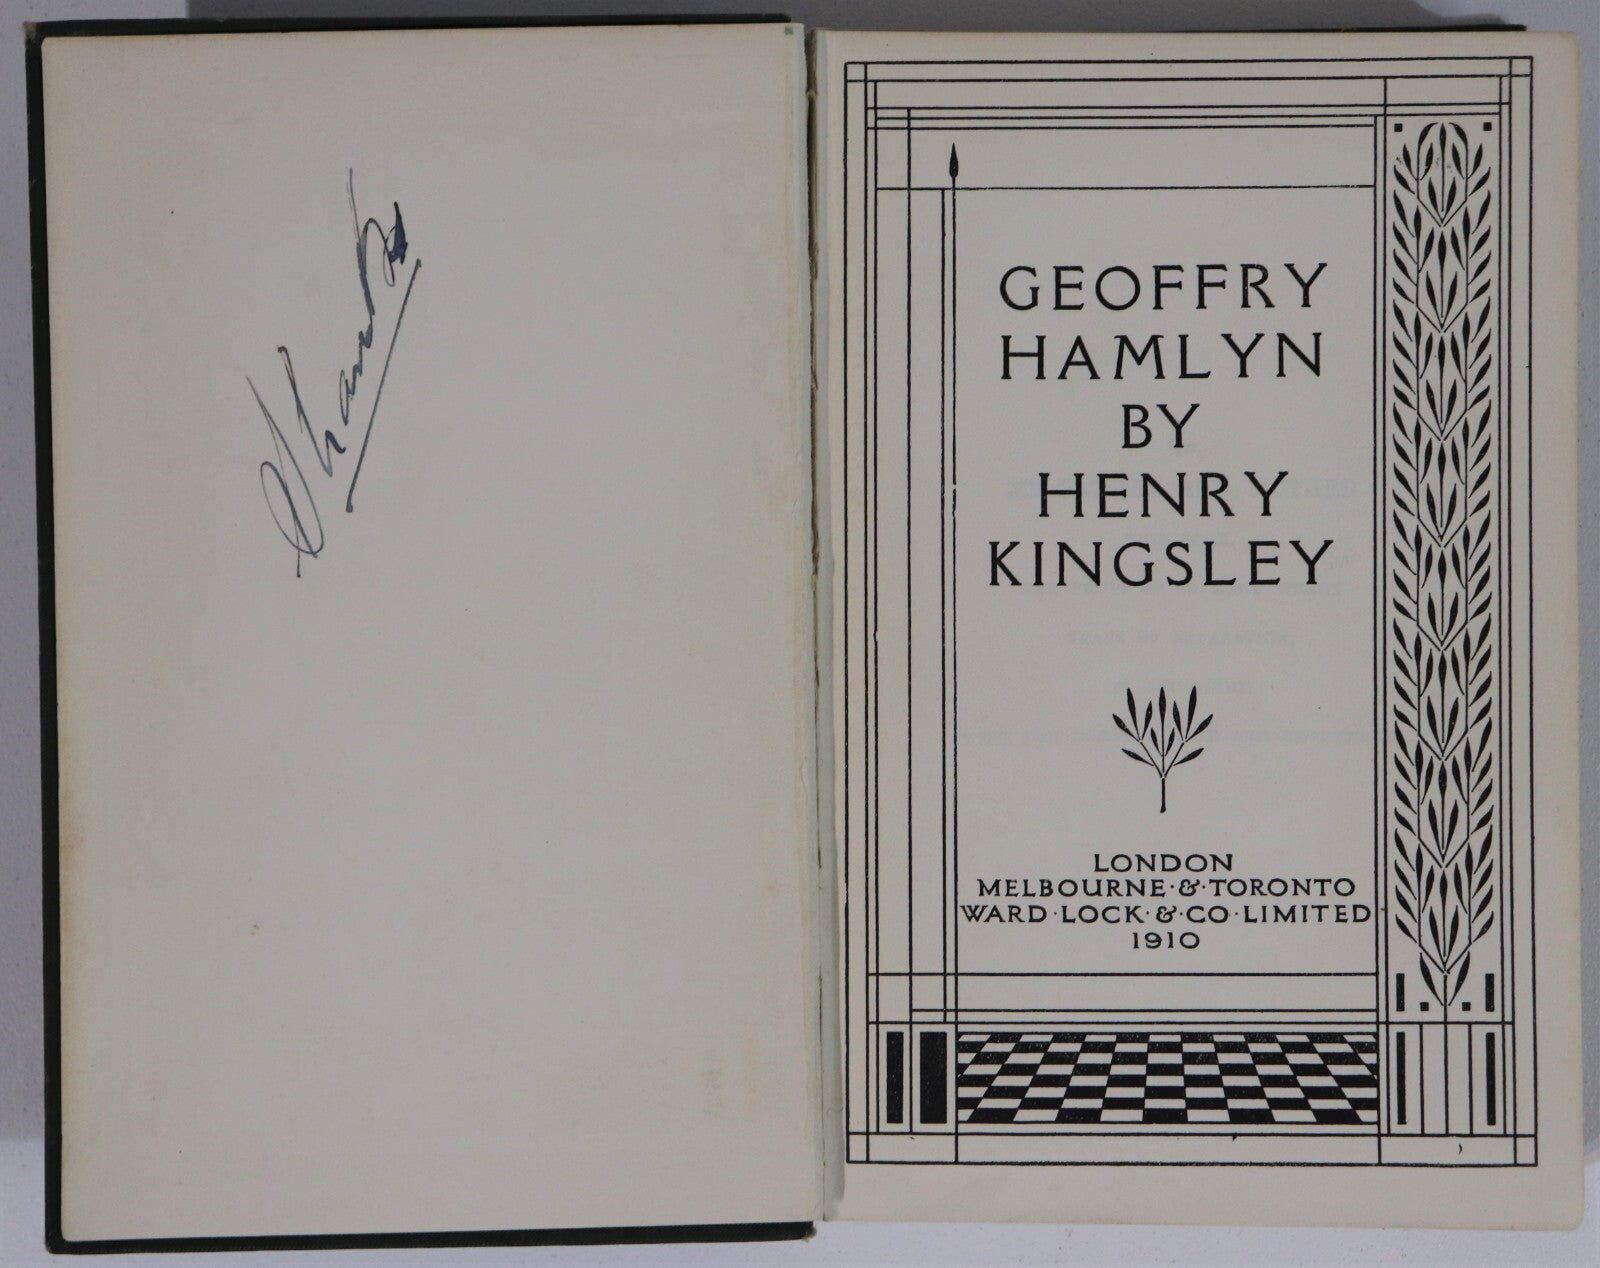 GEOFFRY
HAMLYN
BY
HENRY
KINGSLEY
LONDON
MELBOURNE·&·TORONTO
WARD·LOCK·&·CO·LIMITED
1910